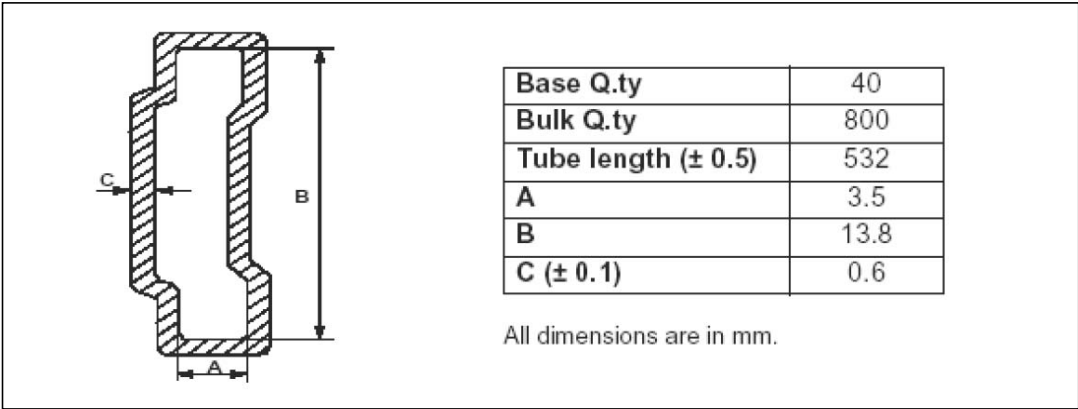 C
B
A
Base Q.ty 40
Bulk Q.ty 800
Tube length (± 0.5) 532
A 3.5
B 13.8
C (± 0.1) 0.6
All dimensions are in mm.